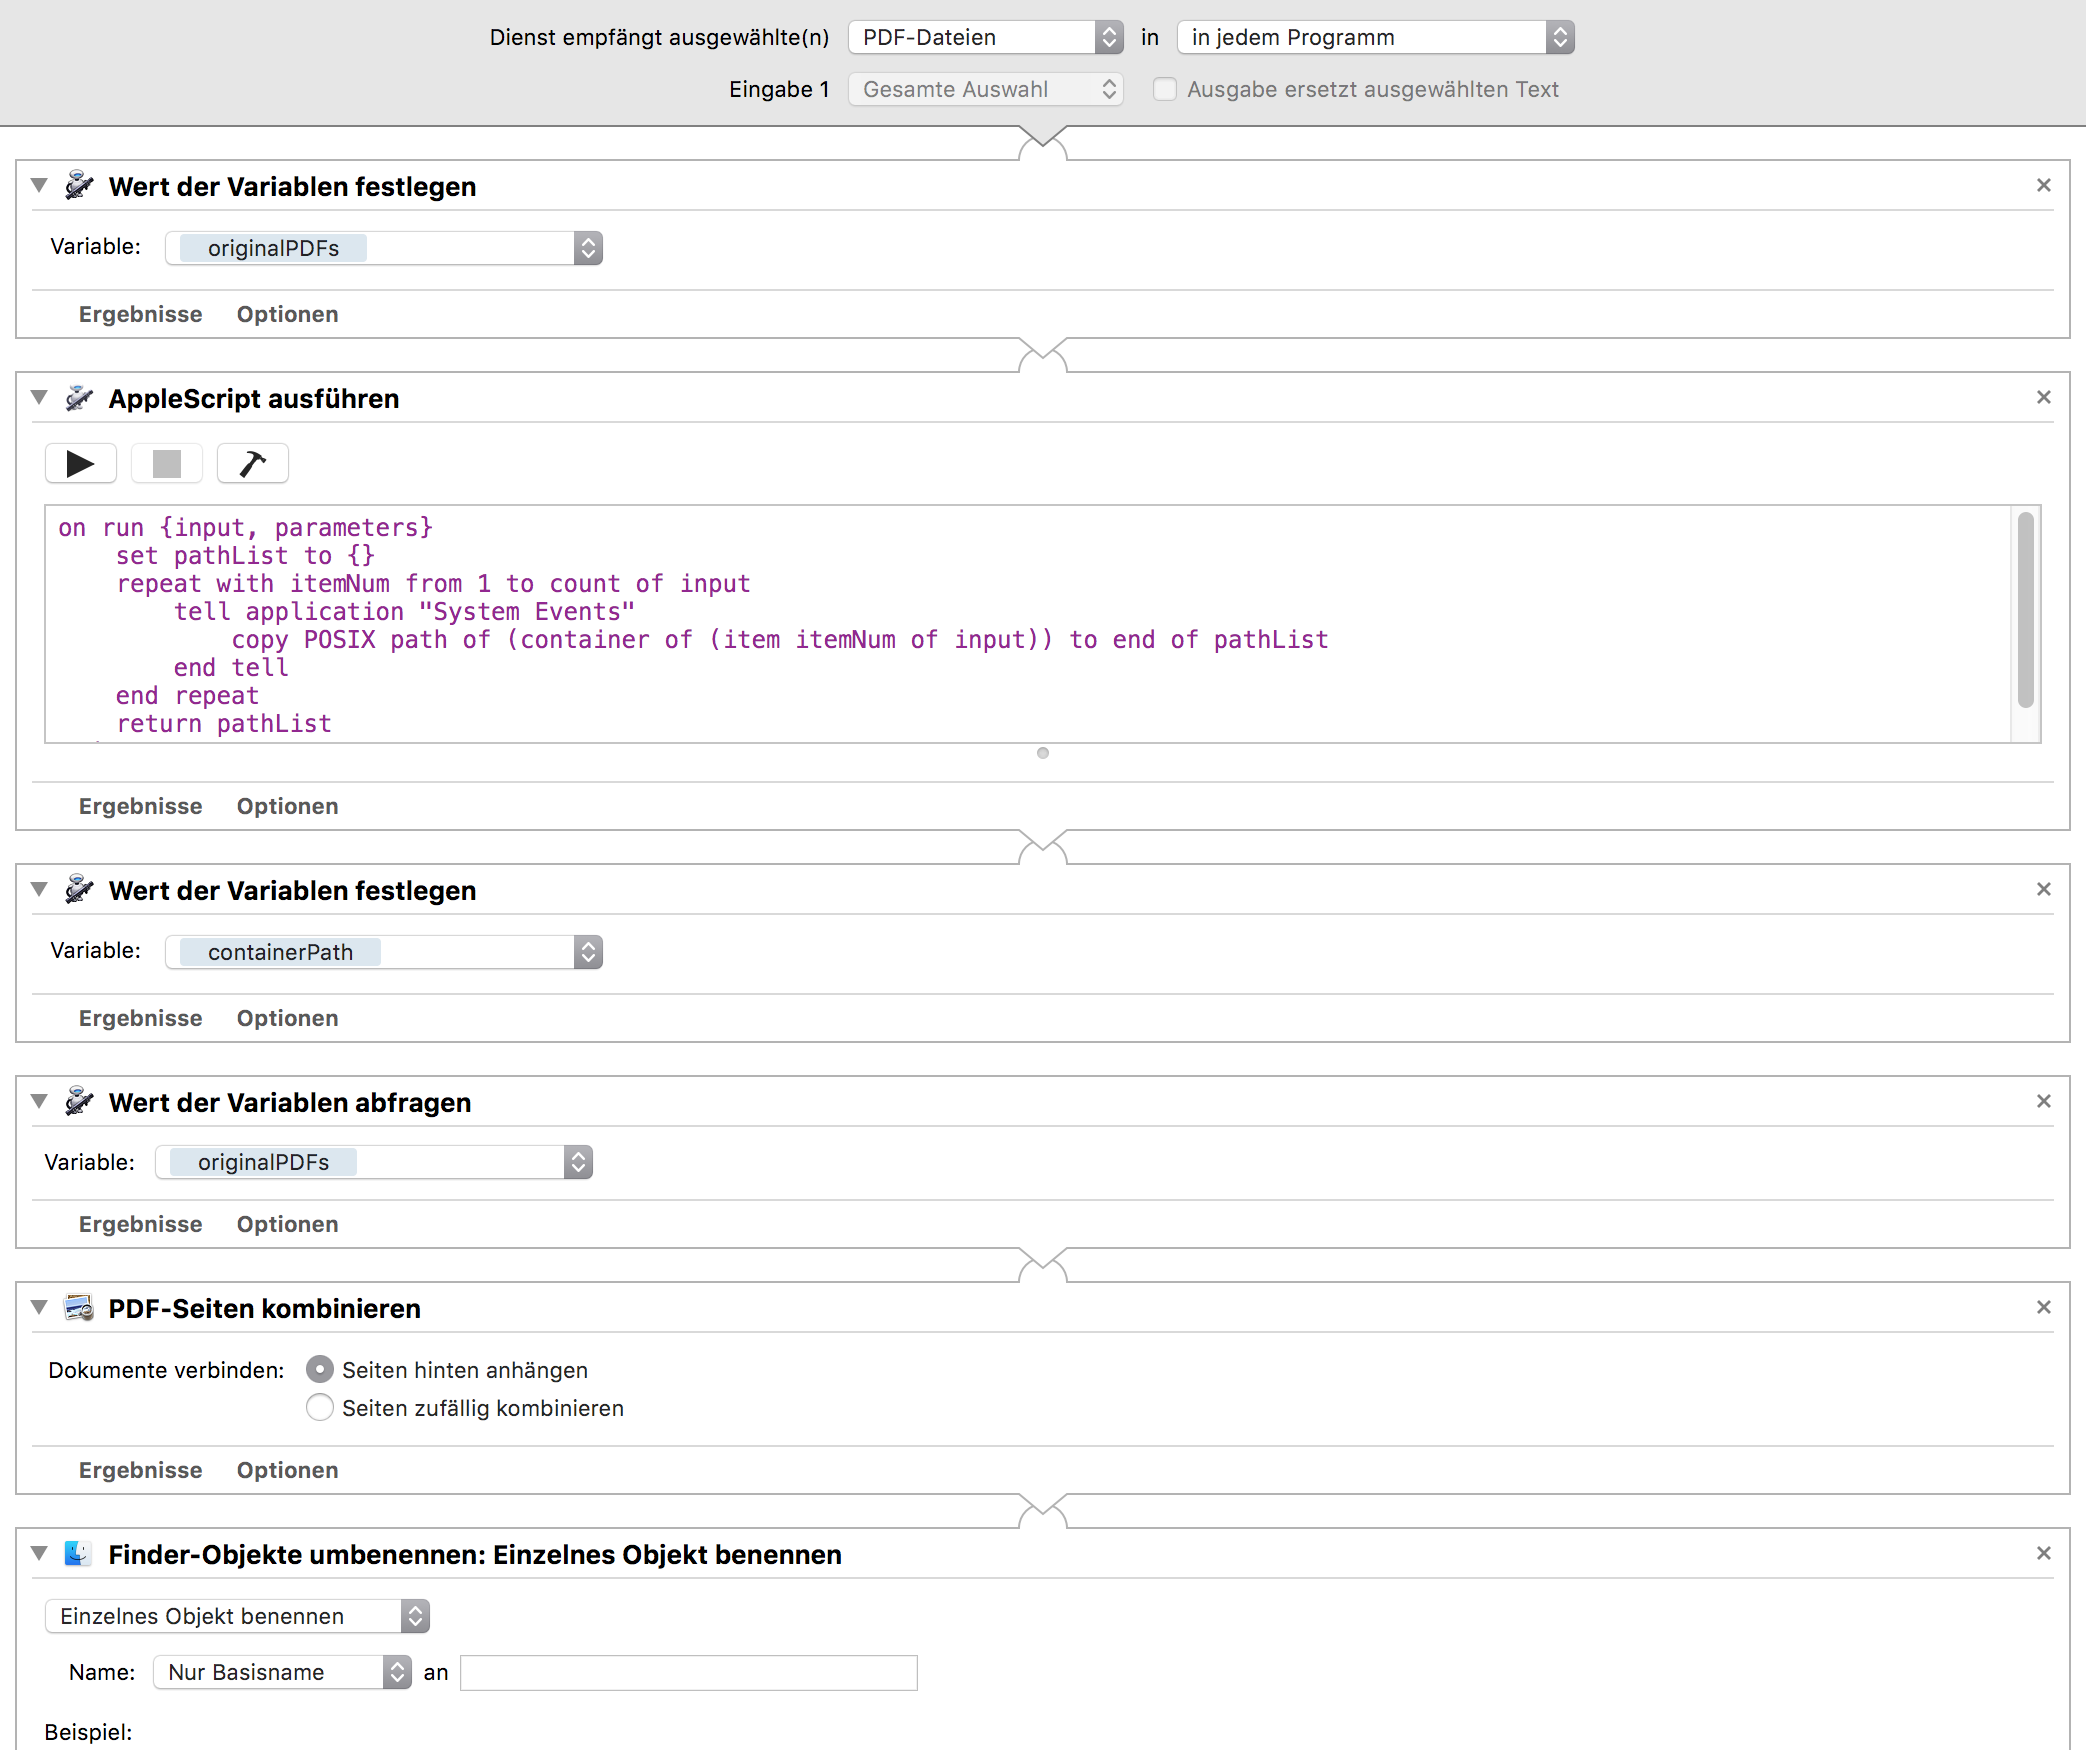 Dienst empfängt ausgewählte(n) PDF-Dateien in in jedem Programm
Eingabe 1 Gesamte Auswahl Ausgabe ersetzt ausgewählten Text
Wert der Variablen festlegen
Variable: originalPDFs
Ergebnisse Optionen
AppleScript ausführen
on run {input, parameters}
set pathList to {}
repeat with itemNum from 1 to count of input
tell application "System Events"
copy POSIX path of (container of (item itemNum of input)) to end of pathList
end tell
end repeat
return pathList
Ergebnisse Optionen
Wert der Variablen festlegen
Variable: containerPath
Ergebnisse Optionen
Wert der Variablen abfragen
Variable: originalPDFs
Ergebnisse Optionen
PDF-Seiten kombinieren
Dokumente verbinden: Seiten hinten anhängen
Seiten zufällig kombinieren
Ergebnisse Optionen
Finder-Objekte umbenennen: Einzelnes Objekt benennen
Einzelnes Objekt benennen
Name: Nur Basisname an
Beispiel: